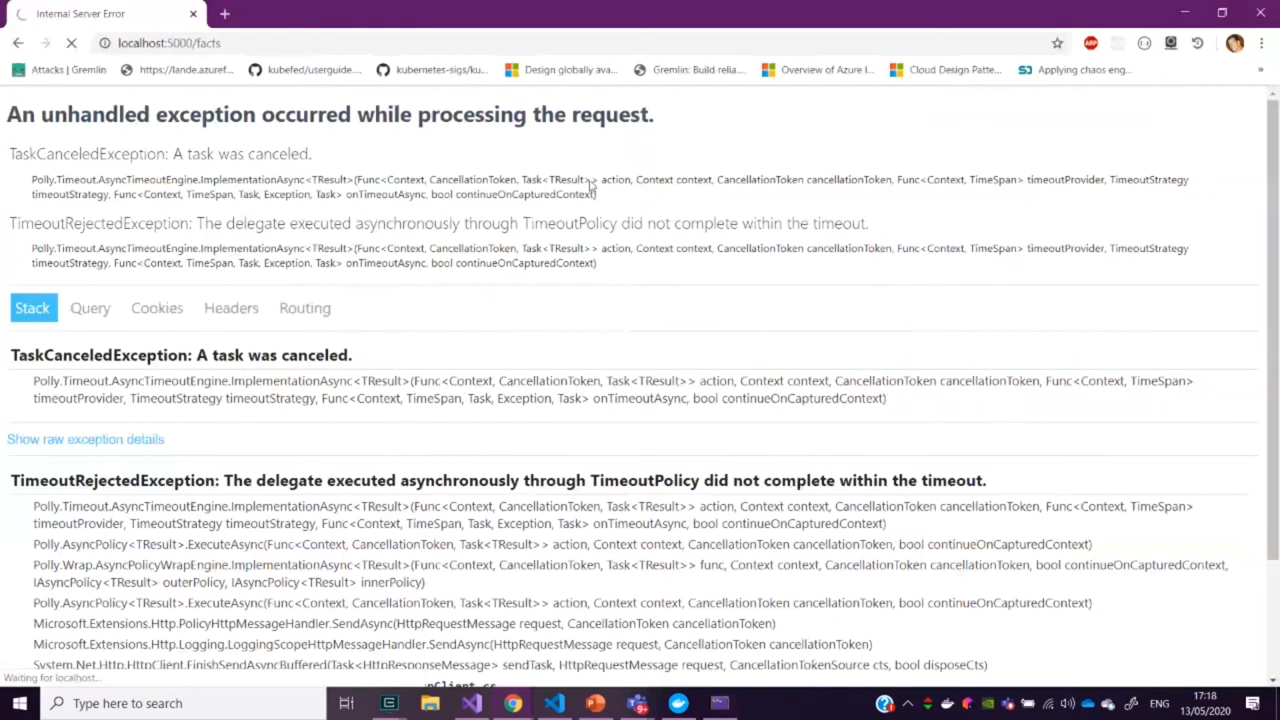 Internal Server Error
localhost:5000/facts
ABP
Attacks | Gremlin
https://lande.azuref...
kubefed/userguide....
kubernetes-sigs/ku...
Design globally ava...
Gremlin: Build relia...
Overview of Azure I...
Cloud Design Patte...
Applying chaos eng...
»
An unhandled exception occurred while processing the request.
TaskCanceledException: A task was canceled.
Polly.Timeout.AsyncTimeoutEngine.ImplementationAsync<TResult>(Func<Context, CancellationToken, Task<TResult>> action, Context context, CancellationToken cancellationToken, Func<Context, TimeSpan> timeoutProvider, TimeoutStrategy
timeoutStrategy, Func<Context, TimeSpan, Task, Exception, Task> onTimeoutAsync, bool continueOnCapturedContext)
TimeoutRejectedException: The delegate executed asynchronously through TimeoutPolicy did not complete within the timeout.
Polly.Timeout.AsyncTimeoutEngine.ImplementationAsync<TResult>(Func<Context, CancellationToken, Task<TResult>> action, Context context, CancellationToken cancellationToken, Func<Context, TimeSpan> timeoutProvider, TimeoutStrategy
timeoutStrategy, Func<Context, TimeSpan, Task, Exception, Task> onTimeoutAsync, bool continueOnCapturedContext)
Stack Query Cookies Headers Routing
TaskCanceledException: A task was canceled.
Polly.Timeout.AsyncTimeoutEngine.ImplementationAsync<TResult>(Func<Context, CancellationToken, Task<TResult>> action, Context context, CancellationToken cancellationToken, Func<Context, TimeSpan>
timeoutProvider, TimeoutStrategy timeoutStrategy, Func<Context, TimeSpan, Task, Exception, Task> onTimeoutAsync, bool continueOnCapturedContext)
Show raw exception details
TimeoutRejectedException: The delegate executed asynchronously through TimeoutPolicy did not complete within the timeout.
Polly.Timeout.AsyncTimeoutEngine.ImplementationAsync<TResult>(Func<Context, CancellationToken, Task<TResult>> action, Context context, CancellationToken cancellationToken, Func<Context, TimeSpan>
timeoutProvider, TimeoutStrategy timeoutStrategy, Func<Context, TimeSpan, Task, Exception, Task> onTimeoutAsync, bool continueOnCapturedContext)
Polly.AsyncPolicy<TResult>.ExecuteAsync(Func<Context, CancellationToken, Task<TResult>> action, Context context, CancellationToken cancellationToken, bool continueOnCapturedContext)
Polly.Wrap.AsyncPolicyWrapEngine.ImplementationAsync<TResult>(Func<Context, CancellationToken, Task<TResult>> func, Context context, CancellationToken cancellationToken, bool continueOnCapturedContext,
IAsyncPolicy<TResult> outerPolicy, IAsyncPolicy<TResult> innerPolicy)
Polly.AsyncPolicy<TResult>.ExecuteAsync(Func<Context, CancellationToken, Task<TResult>> action, Context context, CancellationToken cancellationToken, bool continueOnCapturedContext)
Microsoft.Extensions.Http.PolicyHttpMessageHandler.SendAsync(HttpRequestMessage request, CancellationToken cancellationToken)
Microsoft.Extensions.Http.Logging.LoggingScopeHttpMessageHandler.SendAsync(HttpRequestMessage request, CancellationToken cancellationToken)
System.Net.Http.HttpClient.FinishSendAsyncBuffered(Task<HttpResponseMessage> sendTask, HttpRequestMessage request, CancellationTokenSource cts, bool disposeCts)
Waiting for localhost...
Type here to search
ENG
17:18
13/05/2020